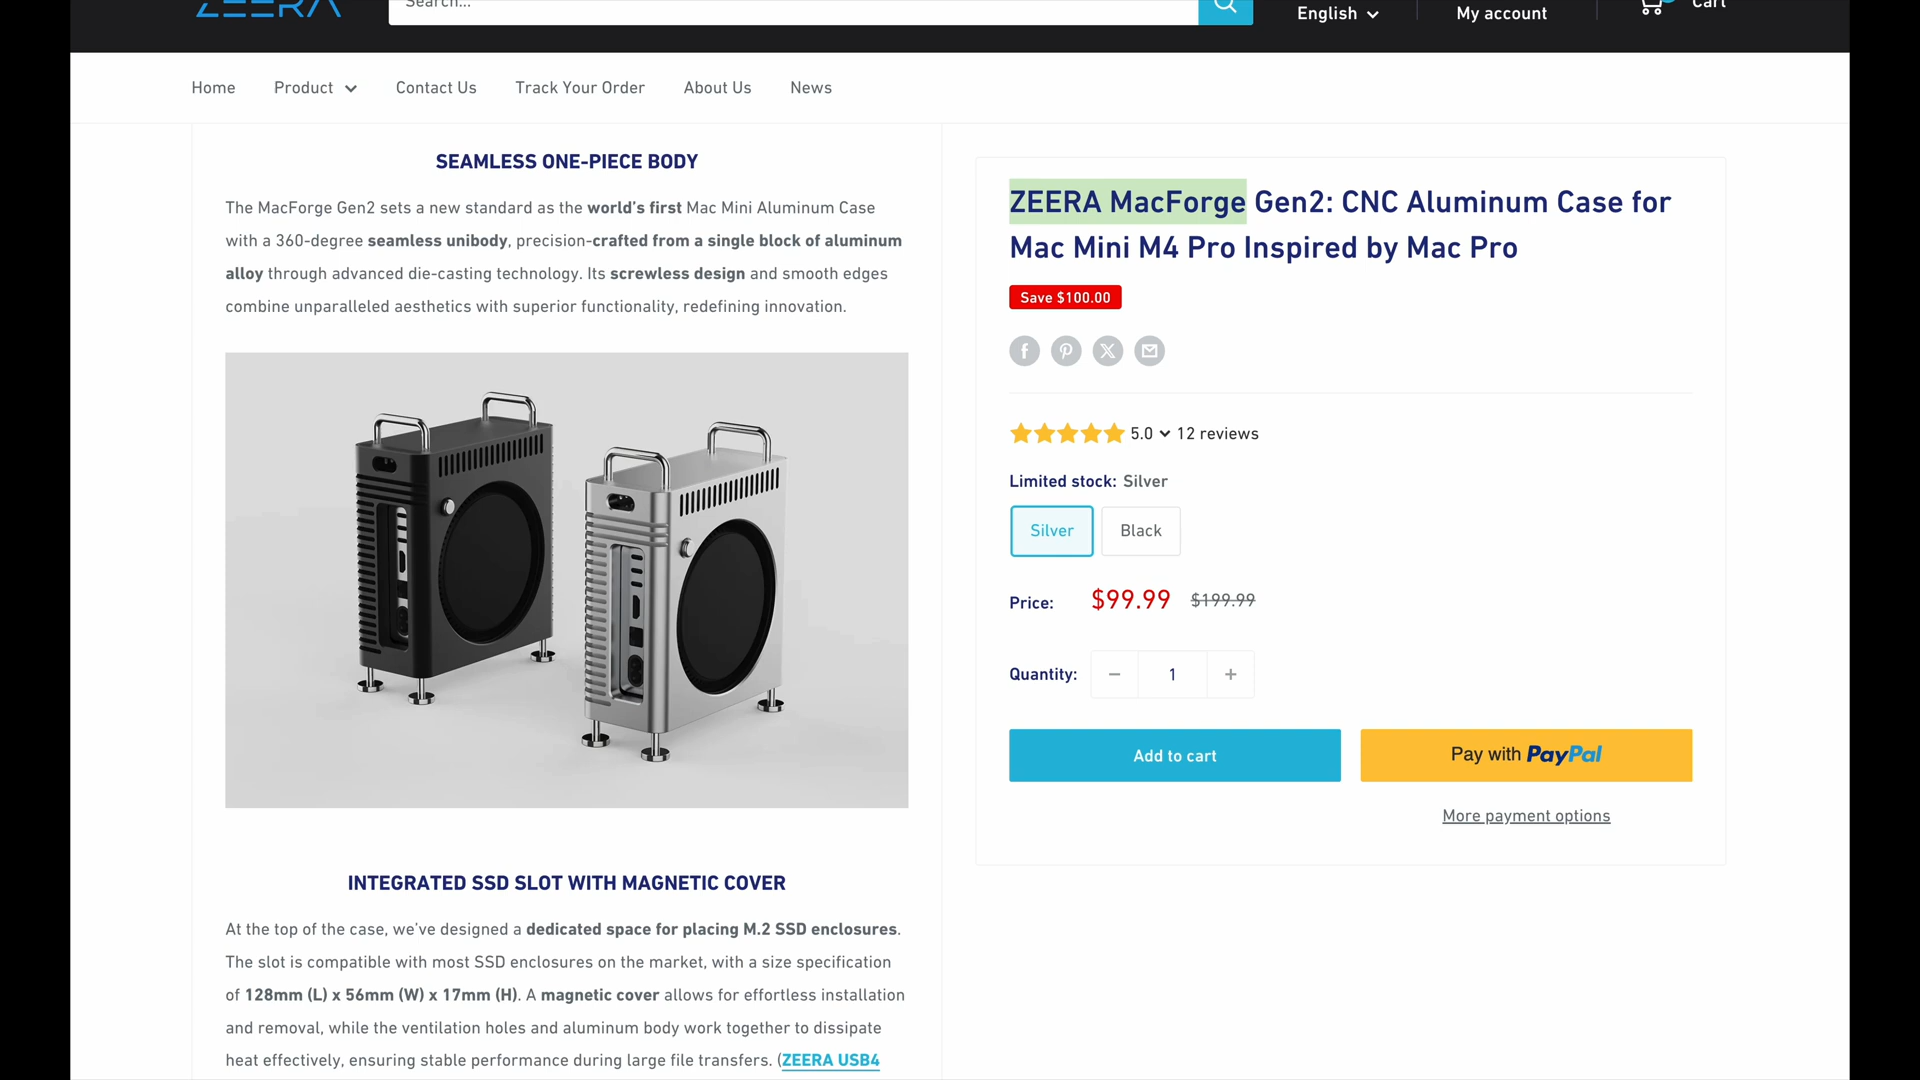 ZEERA
Search...
English
My account
Cart
Home
Product
Contact Us
Track Your Order
About Us
News
SEAMLESS ONE-PIECE BODY
The MacForge Gen2 sets a new standard as the world’s first Mac Mini Aluminum Case
with a 360-degree seamless unibody, precision-crafted from a single block of aluminum
alloy through advanced die-casting technology. Its screwless design and smooth edges
combine unparalleled aesthetics with superior functionality, redefining innovation.
INTEGRATED SSD SLOT WITH MAGNETIC COVER
At the top of the case, we’ve designed a dedicated space for placing M.2 SSD enclosures.
The slot is compatible with most SSD enclosures on the market, with a size specification
of 128mm (L) x 56mm (W) x 17mm (H). A magnetic cover allows for effortless installation
and removal, while the ventilation holes and aluminum body work together to dissipate
heat effectively, ensuring stable performance during large file transfers. (ZEERA USB4
ZEERA MacForge Gen2: CNC Aluminum Case for
Mac Mini M4 Pro Inspired by Mac Pro
Save $100.00
5.0 12 reviews
Limited stock: Silver
Silver
Black
Price: $99.99 $199.99
Quantity: − 1 +
Add to cart
Pay with PayPal
More payment options